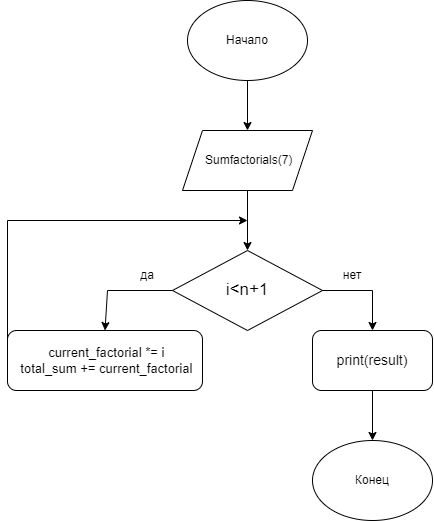 Начало
Sumfactorials(7)
i<n+1
да
нет
current_factorial *= i
total_sum += current_factorial
print(result)
Конец